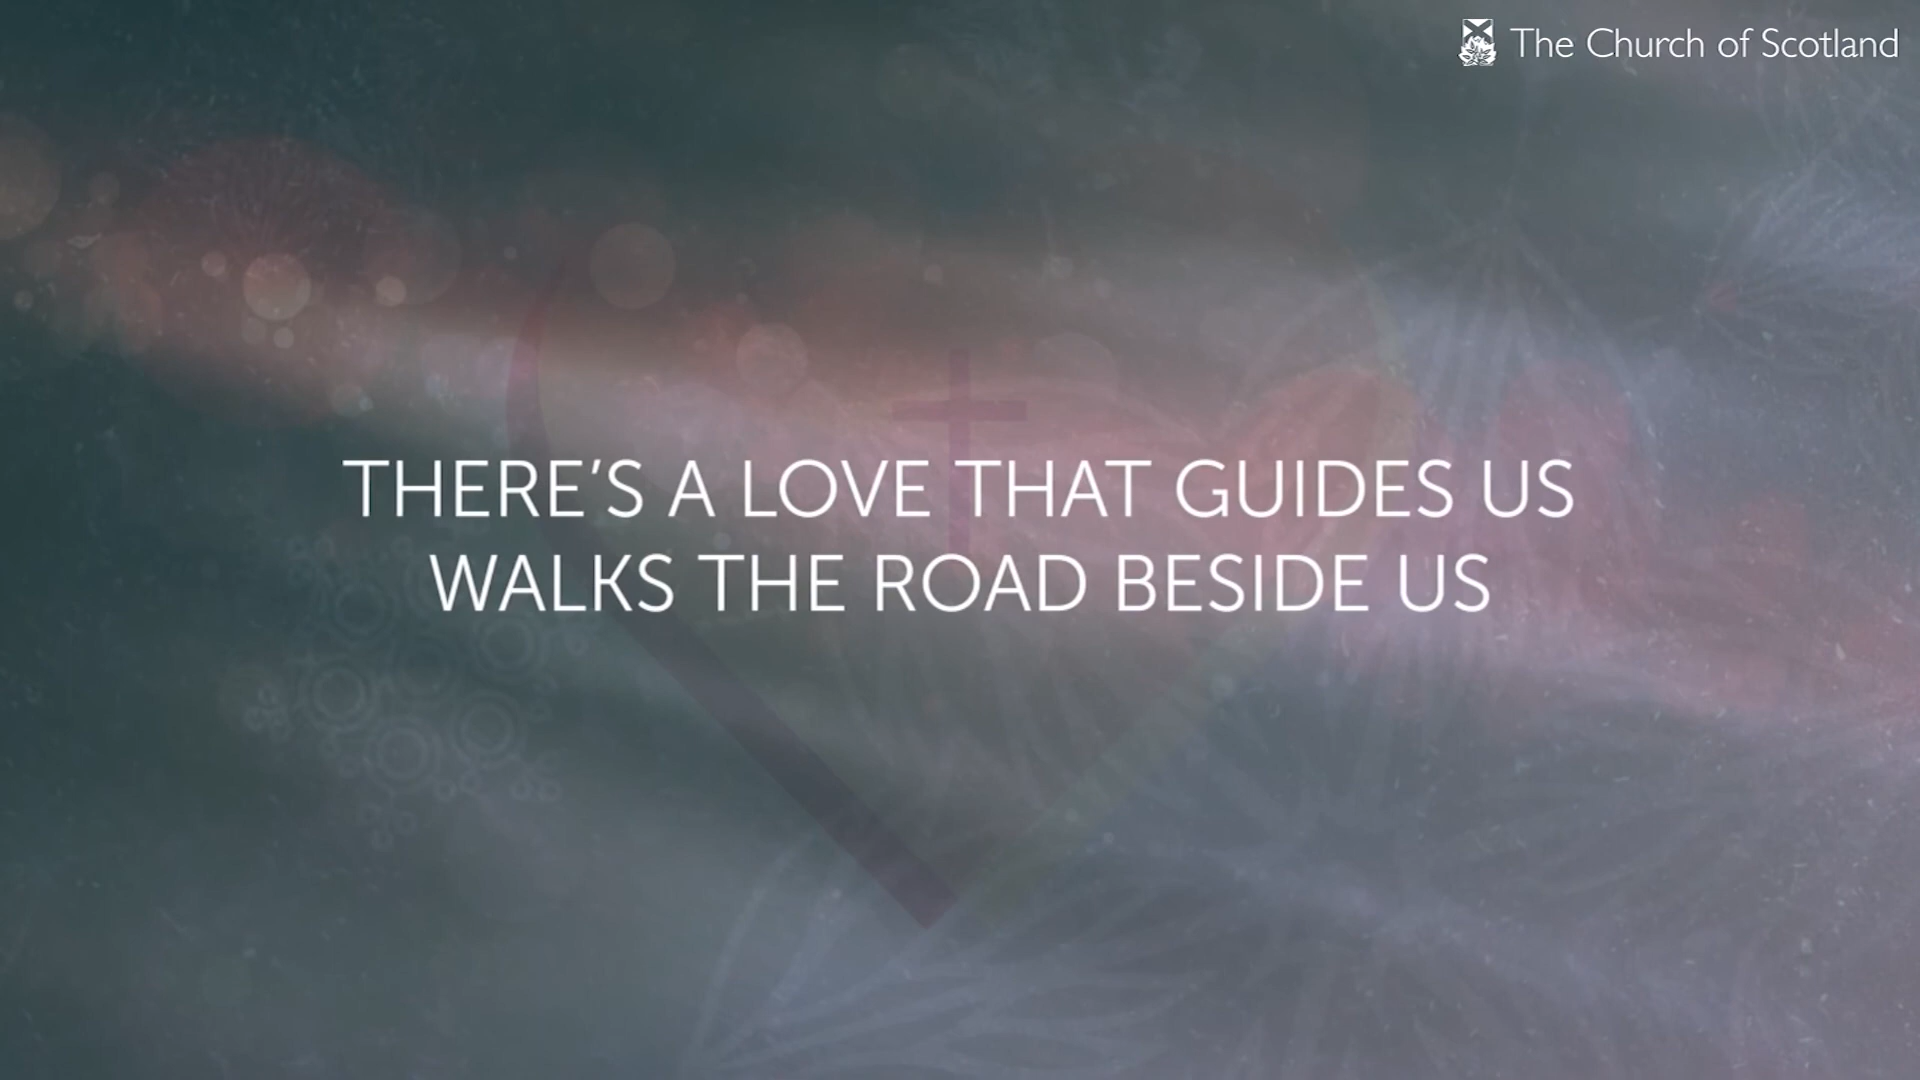 The Church of Scotland
THERE’S A LOVE THAT GUIDES US
WALKS THE ROAD BESIDE US